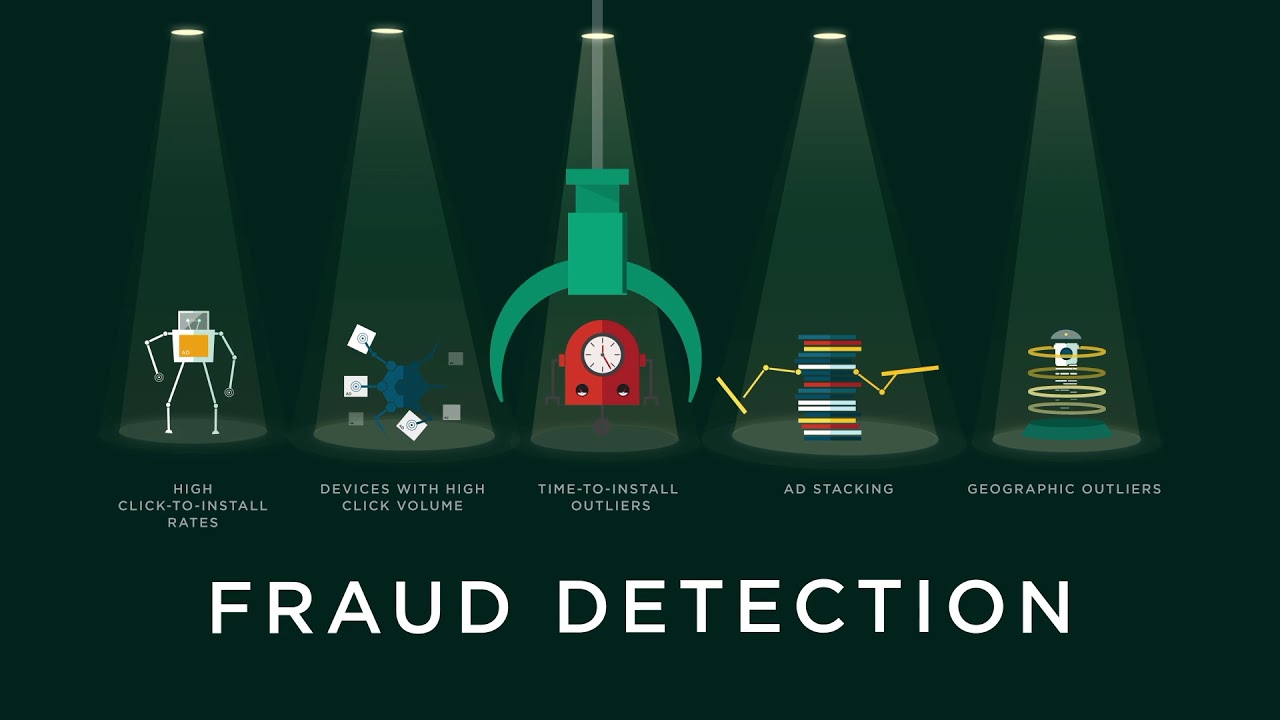 AD
AD
AD
HIGH
CLICK-TO-INSTALL
RATES
DEVICES WITH HIGH
CLICK VOLUME
TIME-TO-INSTALL
OUTLIERS
AD STACKING
GEOGRAPHIC OUTLIERS
FRAUD DETECTION